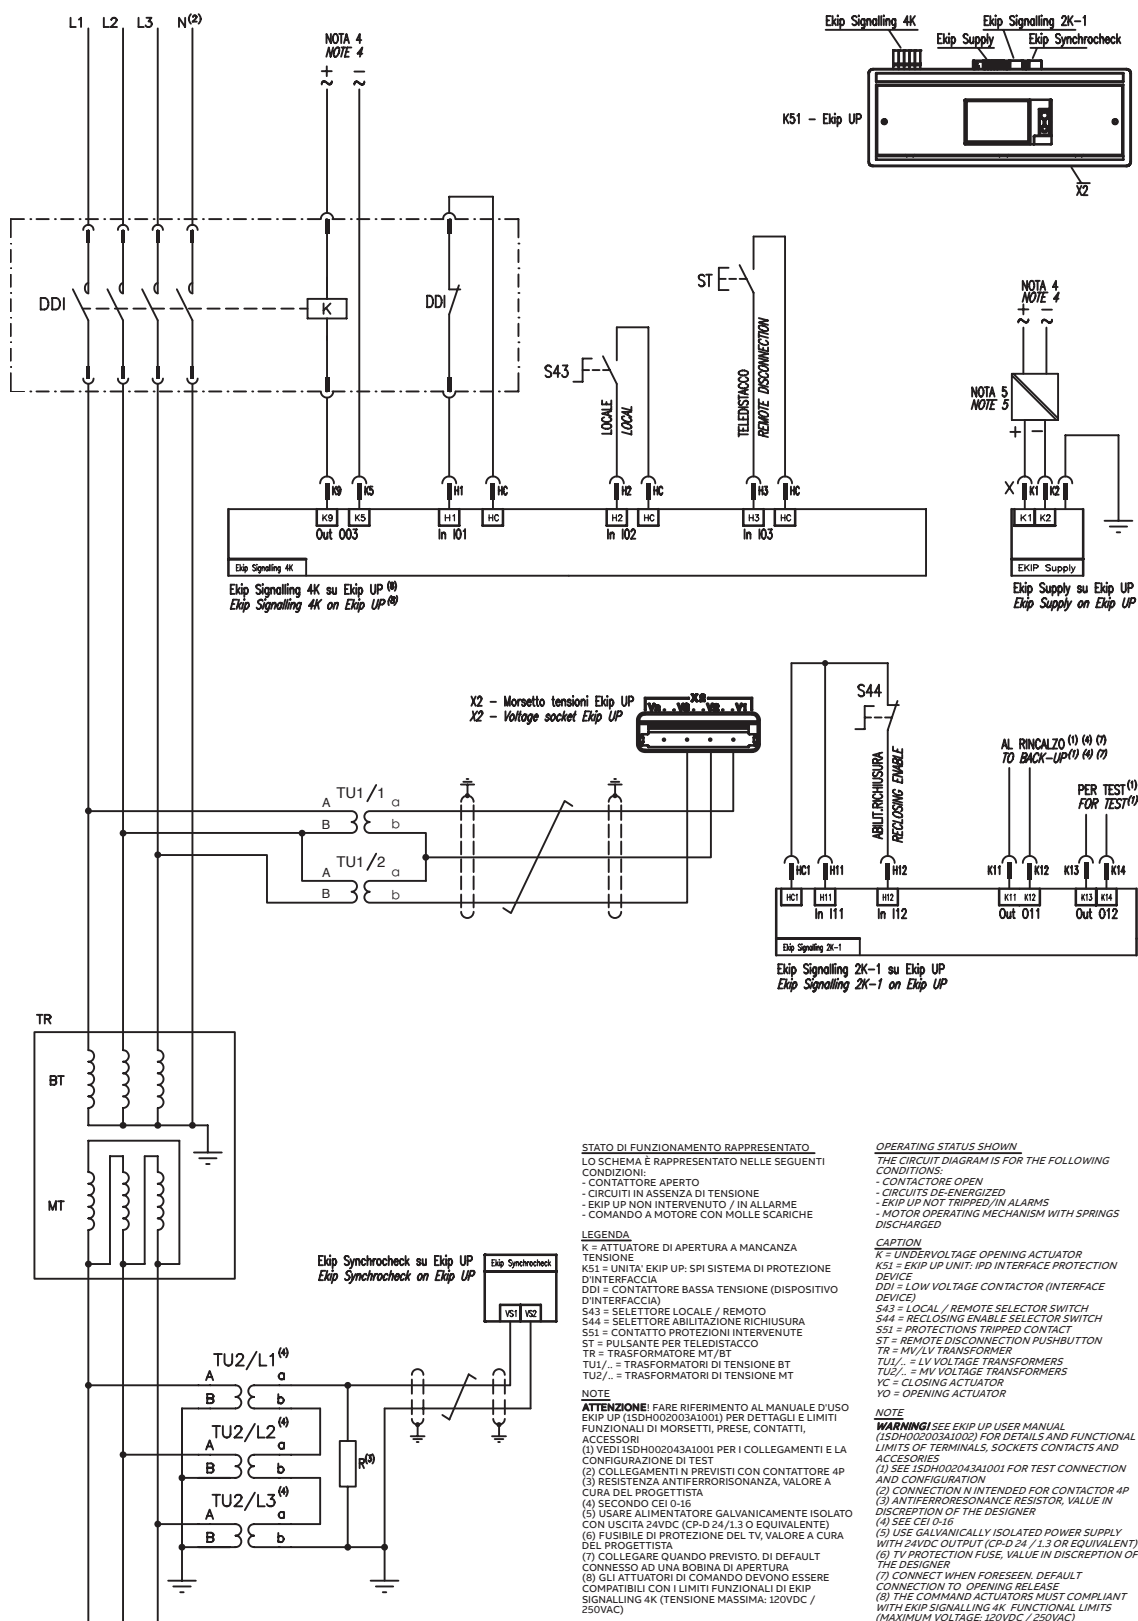 L1 L2 L3 N(2)
NOTA 4
NOTE 4
+ –
~ ~
Ekip Signalling 4K
Ekip Signalling 2K-1
Ekip Supply
Ekip Synchrocheck
K51 – Ekip UP
X2
DDI
K
DDI
S43
LOCALE
LOCAL
ST
TELEDISTACCO
REMOTE DISCONNECTION
NOTA 4
NOTE 4
+ –
~ ~
NOTA 5
NOTE 5
+ –
K9 K5 H1 HC H2 HC H3 HC
X K1 K2
K9 K5 H1 HC H2 HC H3 HC
K1 K2
Out O03 In I01 In I02 In I03
Ekip Signalling 4K
EKIP Supply
Ekip Signalling 4K su Ekip UP (8)
Ekip Signalling 4K on Ekip UP (8)
Ekip Supply su Ekip UP
Ekip Supply on Ekip UP
X2 – Morsetto tensioni Ekip UP
X2 – Voltage socket Ekip UP
X2
S44
ABILIT.RICHIUSURA
RECLOSING ENABLE
AL RINCALZO (1) (4) (7)
TO BACK–UP (1) (4) (7)
PER TEST (1)
FOR TEST (1)
TU1/1
A a
B b
TU1/2
A a
B b
HC1 H11 H12 K11 K12 K13 K14
HC1 H11 H12 K11 K12 K13 K14
In I11 In I12 Out O11 Out O12
Ekip Signalling 2K-1
Ekip Signalling 2K–1 su Ekip UP
Ekip Signalling 2K–1 on Ekip UP
TR
BT
MT
Ekip Synchrocheck su Ekip UP
Ekip Synchrocheck on Ekip UP
Ekip Synchrocheck
VS1 VS2
TU2/L1(4)
A a
B b
TU2/L2(4)
A a
B b
TU2/L3(4)
A a
B b
R(3)
STATO DI FUNZIONAMENTO RAPPRESENTATO
LO SCHEMA È RAPPRESENTATO NELLE SEGUENTI
CONDIZIONI:
- CONTATTORE APERTO
- CIRCUITI IN ASSENZA DI TENSIONE
- EKIP UP NON INTERVENUTO / IN ALLARME
- COMANDO A MOTORE CON MOLLE SCARICHE
LEGENDA
K = ATTUATORE DI APERTURA A MANCANZA
TENSIONE
K51 = UNITA' EKIP UP: SPI SISTEMA DI PROTEZIONE
D'INTERFACCIA
DDI = CONTATTORE BASSA TENSIONE (DISPOSITIVO
D'INTERFACCIA)
S43 = SELETTORE LOCALE / REMOTO
S44 = SELETTORE ABILITAZIONE RICHIUSURA
S51 = CONTATTO PROTEZIONI INTERVENUTE
ST = PULSANTE PER TELEDISTACCO
TR = TRASFORMATORE MT/BT
TU1/.. = TRASFORMATORI DI TENSIONE BT
TU2/.. = TRASFORMATORI DI TENSIONE MT
NOTE
ATTENZIONE! FARE RIFERIMENTO AL MANUALE D'USO
EKIP UP (1SDH002003A1001) PER DETTAGLI E LIMITI
FUNZIONALI DI MORSETTI, PRESE, CONTATTI,
ACCESSORI
(1) VEDI 1SDH002043A1001 PER I COLLEGAMENTI E LA
CONFIGURAZIONE DI TEST
(2) COLLEGAMENTI N PREVISTI CON CONTATTORE 4P
(3) RESISTENZA ANTIFERRORISONANZA, VALORE A
CURA DEL PROGETTISTA
(4) SECONDO CEI 0-16
(5) USARE ALIMENTATORE GALVANICAMENTE ISOLATO
CON USCITA 24VDC (CP-D 24/1.3 O EQUIVALENTE)
(6) FUSIBILE DI PROTEZIONE DEL TV, VALORE A CURA
DEL PROGETTISTA
(7) COLLEGARE QUANDO PREVISTO. DI DEFAULT
CONNESSO AD UNA BOBINA DI APERTURA
(8) GLI ATTUATORI DI COMANDO DEVONO ESSERE
COMPATIBILI CON I LIMITI FUNZIONALI DI EKIP
SIGNALLING 4K (TENSIONE MASSIMA: 120VDC /
250VAC)
OPERATING STATUS SHOWN
THE CIRCUIT DIAGRAM IS FOR THE FOLLOWING
CONDITIONS:
- CONTACTORE OPEN
- CIRCUITS DE-ENERGIZED
- EKIP UP NOT TRIPPED/IN ALARMS
- MOTOR OPERATING MECHANISM WITH SPRINGS
DISCHARGED
CAPTION
K = UNDERVOLTAGE OPENING ACTUATOR
K51 = EKIP UP UNIT: IPD INTERFACE PROTECTION
DEVICE
DDI = LOW VOLTAGE CONTACTOR (INTERFACE
DEVICE)
S43 = LOCAL / REMOTE SELECTOR SWITCH
S44 = RECLOSING ENABLE SELECTOR SWITCH
S51 = PROTECTIONS TRIPPED CONTACT
ST = REMOTE DISCONNECTION PUSHBUTTON
TR = MV/LV TRANSFORMER
TU1/.. = LV VOLTAGE TRANSFORMERS
TU2/.. = MV VOLTAGE TRANSFORMERS
YC = CLOSING ACTUATOR
YO = OPENING ACTUATOR
NOTE
WARNING! SEE EKIP UP USER MANUAL
(1SDH002003A1002) FOR DETAILS AND FUNCTIONAL
LIMITS OF TERMINALS, SOCKETS CONTACTS AND
ACCESORIES
(1) SEE 1SDH002043A1001 FOR TEST CONNECTION
AND CONFIGURATION
(2) CONNECTION N INTENDED FOR CONTACTOR 4P
(3) ANTIFERRORESONANCE RESISTOR, VALUE IN
DISCREPTION OF THE DESIGNER
(4) SEE CEI 0-16
(5) USE GALVANICALLY ISOLATED POWER SUPPLY
WITH 24VDC OUTPUT (CP-D 24 / 1.3 OR EQUIVALENT)
(6) TV PROTECTION FUSE, VALUE IN DISCREPTION OF
THE DESIGNER
(7) CONNECT WHEN FORESEEN. DEFAULT
CONNECTION TO OPENING RELEASE
(8) THE COMMAND ACTUATORS MUST COMPLIANT
WITH EKIP SIGNALLING 4K FUNCTIONAL LIMITS
(MAXIMUM VOLTAGE: 120VDC / 250VAC)